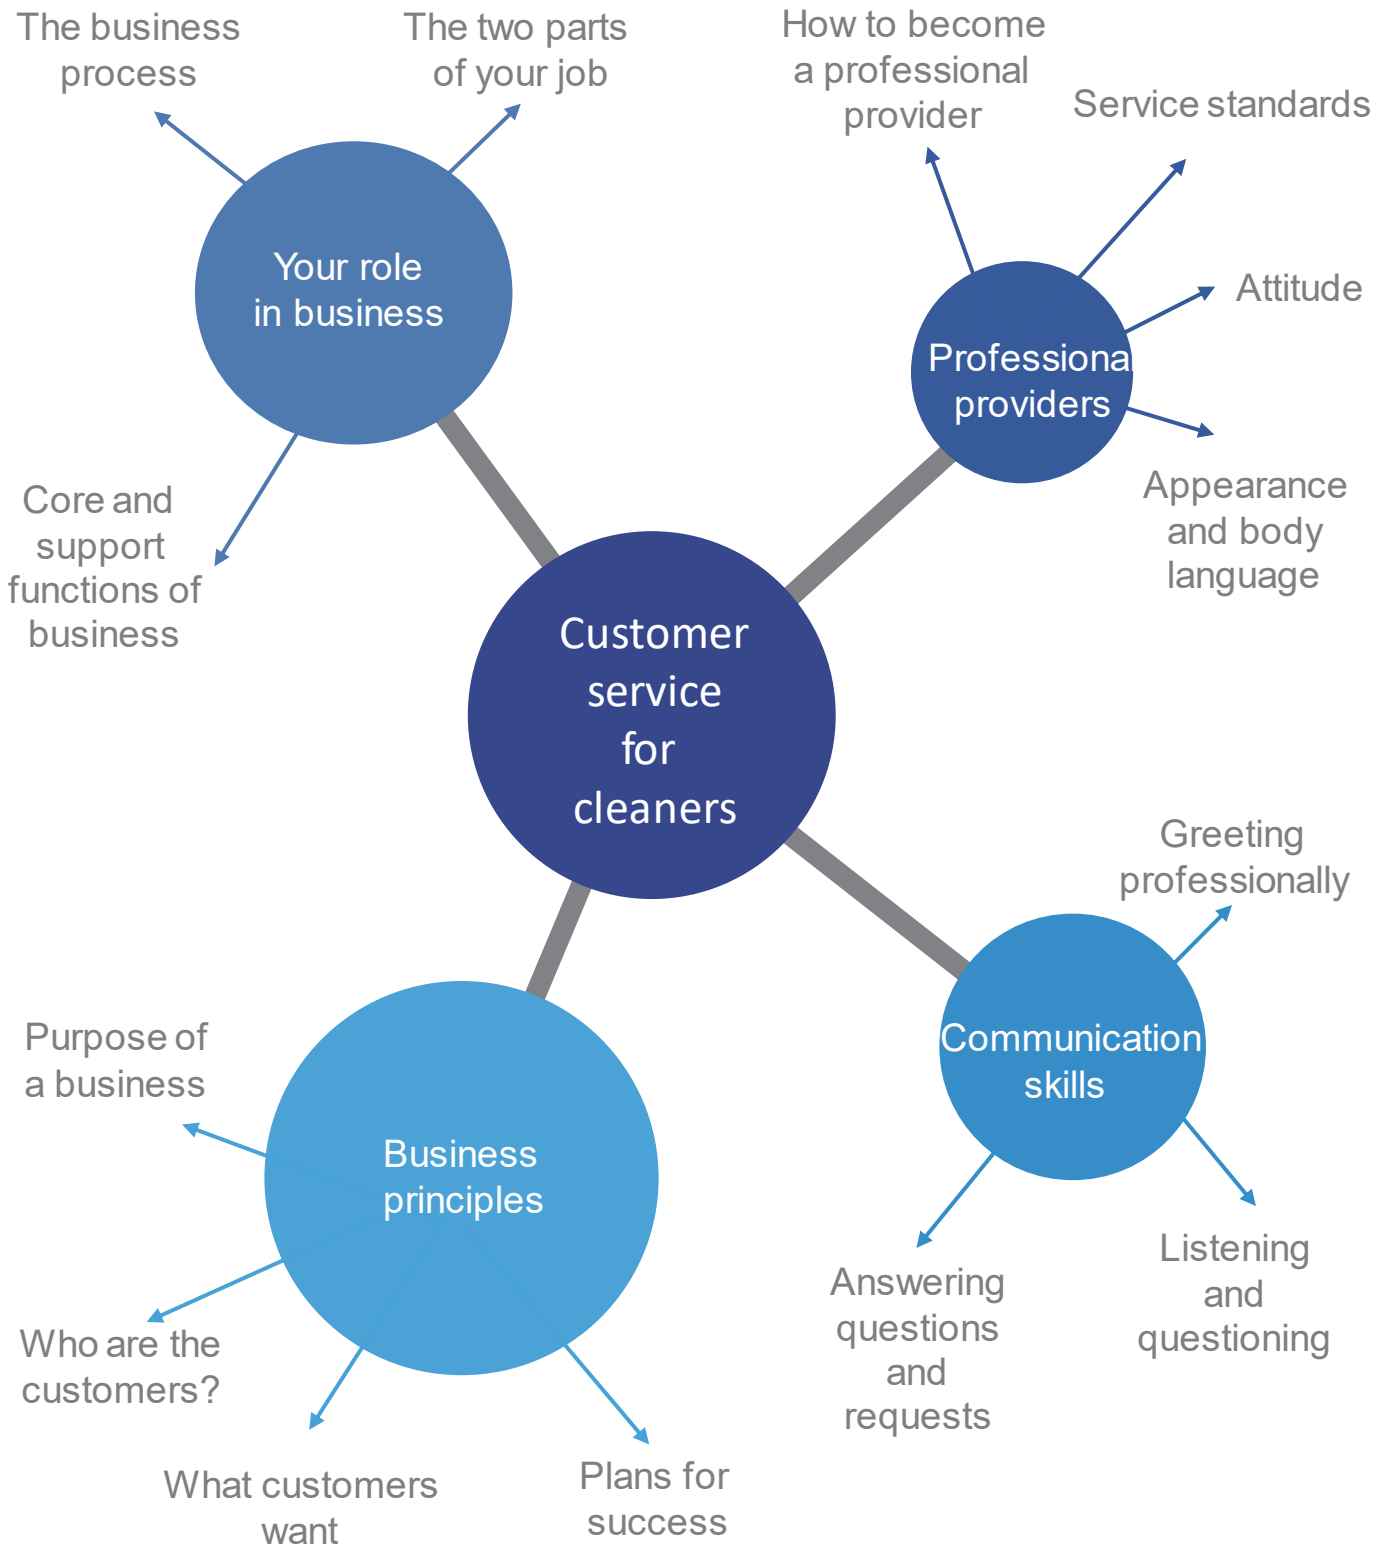 The business
process
The two parts
of your job
How to become
a professional
provider
Service standards
Attitude
Appearance
and body
language
Professional
providers
Your role
in business
Core and
support
functions of
business
Customer
service
for
cleaners
Greeting
professionally
Communication
skills
Answering
questions
and
requests
Listening
and
questioning
Purpose of
a business
Business
principles
Who are the
customers?
What customers
want
Plans for
success